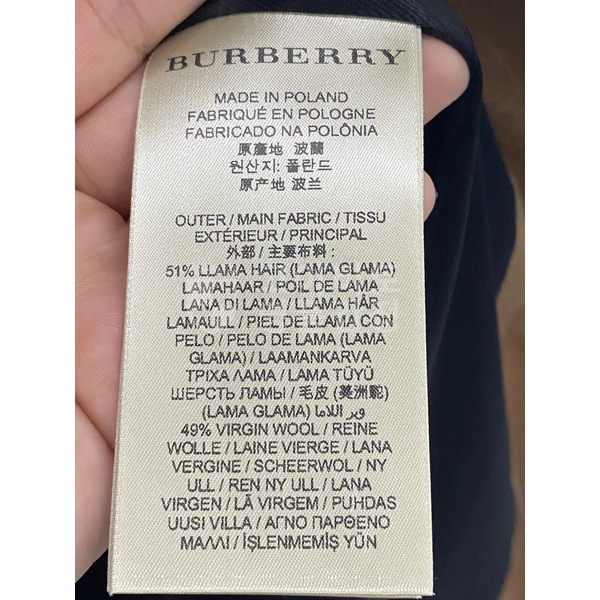 BURBERRY
MADE IN POLAND
FABRIQUÉ EN POLOGNE
FABRICADO NA POLÔNIA
原產地 波蘭
원산지: 폴란드
原产地 波兰
OUTER / MAIN FABRIC / TISSU
EXTÉRIEUR / PRINCIPAL
外部 / 主要布料 :
51% LLAMA HAIR (LAMA GLAMA)
LAMAHAAR / POIL DE LAMA
LANA DI LAMA / LLAMA HÅR
LAMAULL / PIEL DE LLAMA CON
PELO / PELO DE LAMA (LAMA
GLAMA) / LAAMANKARVA
ΤΡΙΧΑ ΛΑΜΑ / LAMA TÜYÜ
ШЕРСТЬ ЛАМЫ / 毛皮 (美洲駝)
(LAMA GLAMA) وبر اللاما
49% VIRGIN WOOL / REINE
WOLLE / LAINE VIERGE / LANA
VERGINE / SCHEERWOL / NY
ULL / REN NY ULL / LANA
VIRGEN / LÃ VIRGEM / PUHDAS
UUSI VILLA / ΑΓΝΟ ΠΑΡΘΕΝΟ
ΜΑΛΛΙ / İŞLENMEMİŞ YÜN